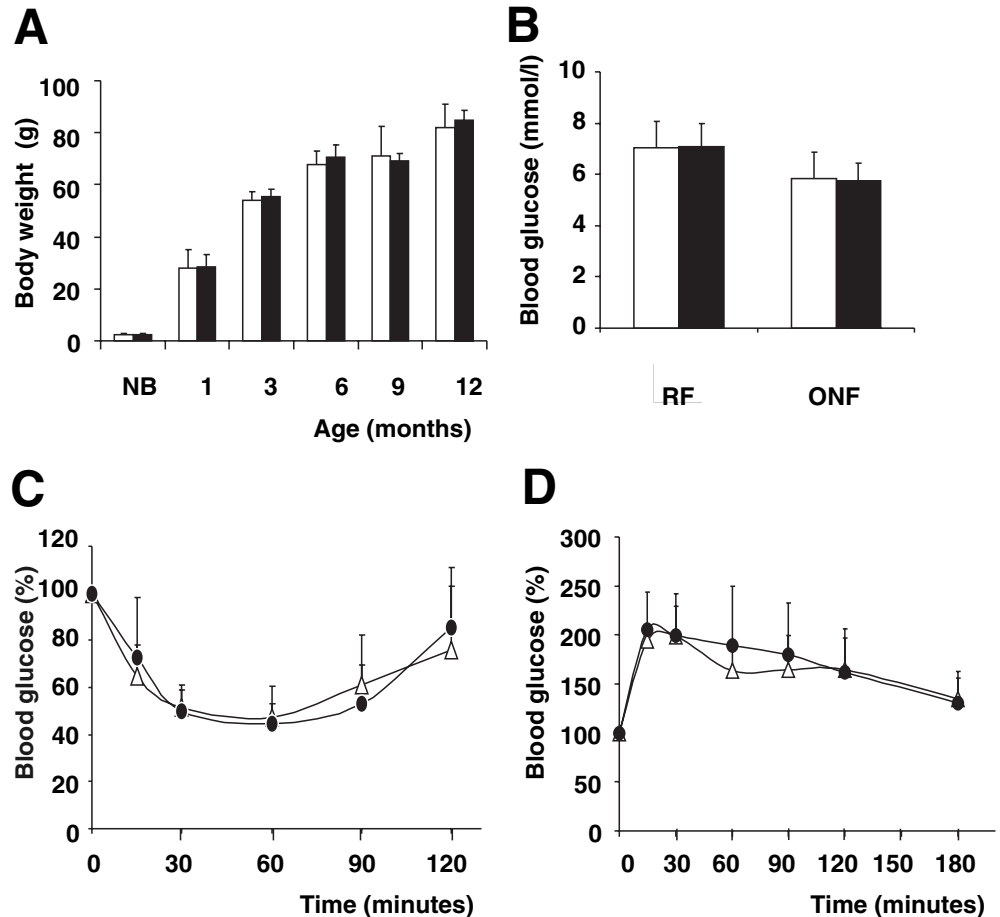 A
Body weight (g)
100
80
60
40
20
0
NB 1 3 6 9 12
Age (months)
B
Blood glucose (mmol/l)
10
8
6
4
2
0
RF ONF
C
Blood glucose (%)
120
100
80
60
40
20
0
0 30 60 90 120
Time (minutes)
D
Blood glucose (%)
300
250
200
150
100
50
0
0 30 60 90 120 150 180
Time (minutes)